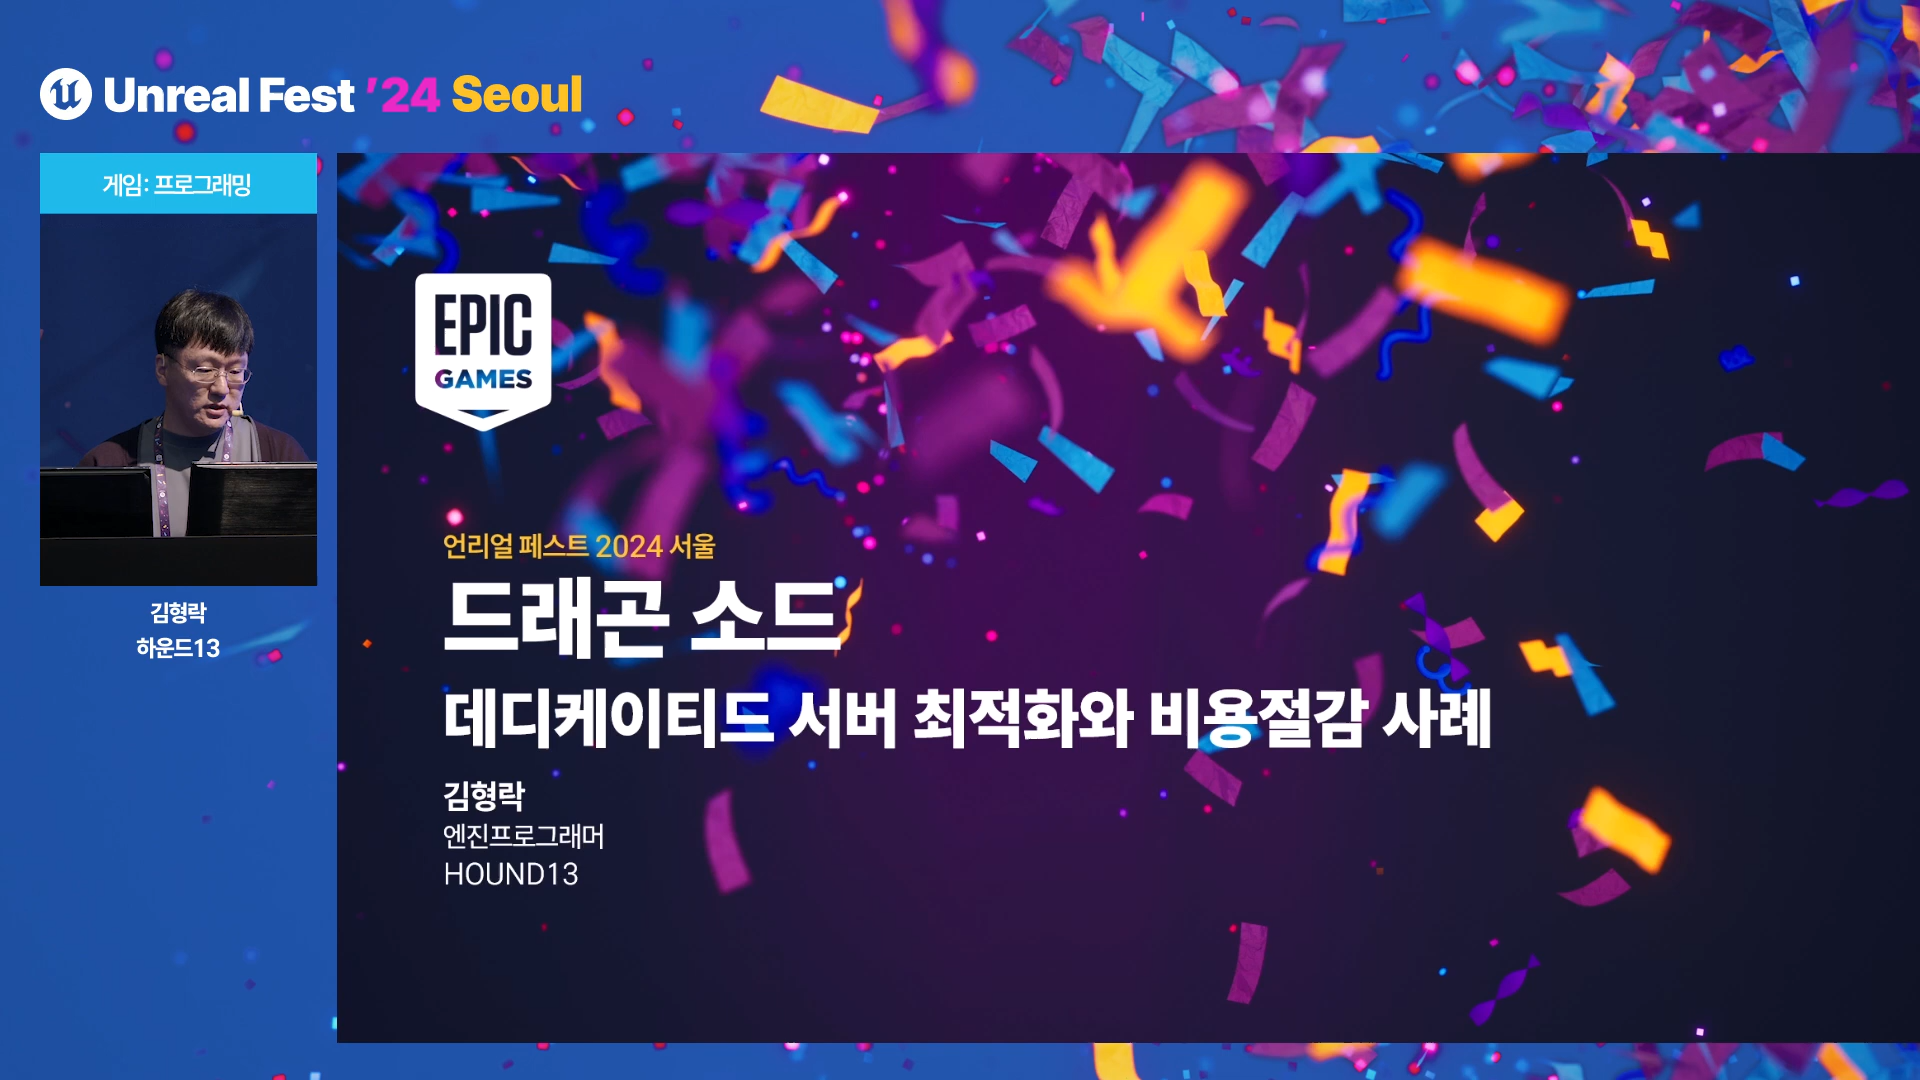 Unreal Fest '24 Seoul
게임: 프로그래밍
김형락
하운드13
EPIC
GAMES
언리얼 페스트 2024 서울
드래곤 소드
데디케이티드 서버 최적화와 비용절감 사례
김형락
엔진프로그래머
HOUND13